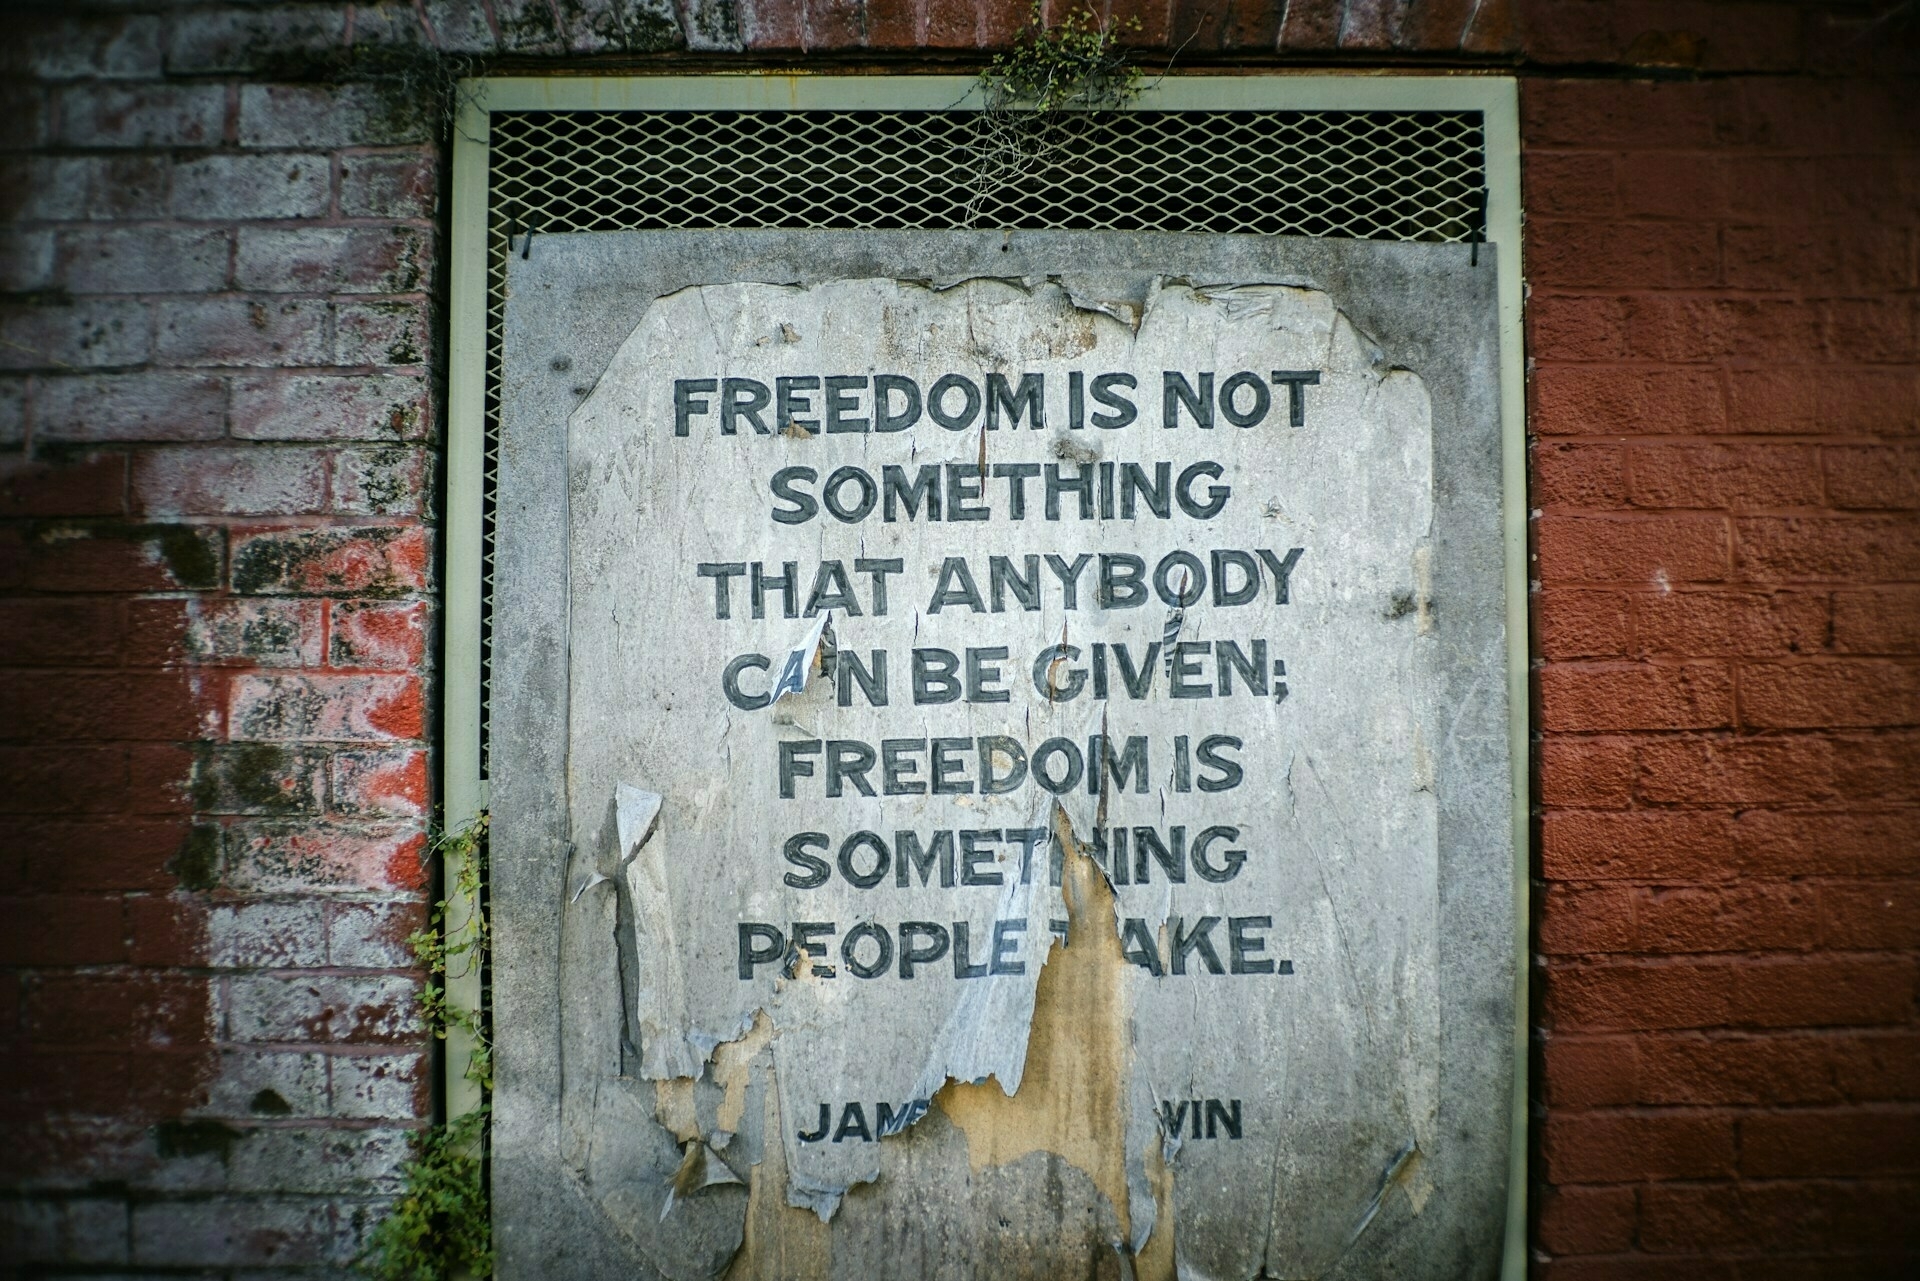 FREEDOM IS NOT
SOMETHING
THAT ANYBODY
CAN BE GIVEN;
FREEDOM IS
SOMETHING
PEOPLE TAKE.